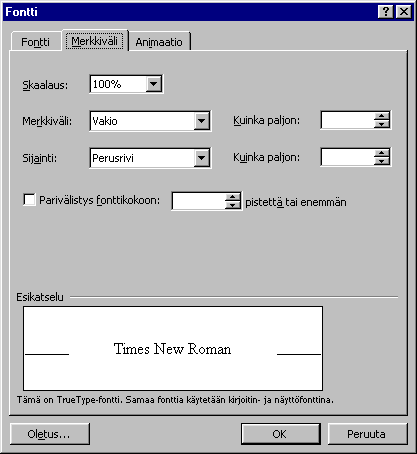 Fontti
Fontti Merkkiväli Animaatio
Skaalaus: 100%
Merkkiväli: Vakio Kuinka paljon:
Sijainti: Perusrivi Kuinka paljon:
Parivälistys fonttikokoon: pistettä tai enemmän
Esikatselu
Times New Roman
Tämä on TrueType-fontti. Samaa fonttia käytetään kirjoitin- ja näyttöfonttina.
Oletus... OK Peruuta